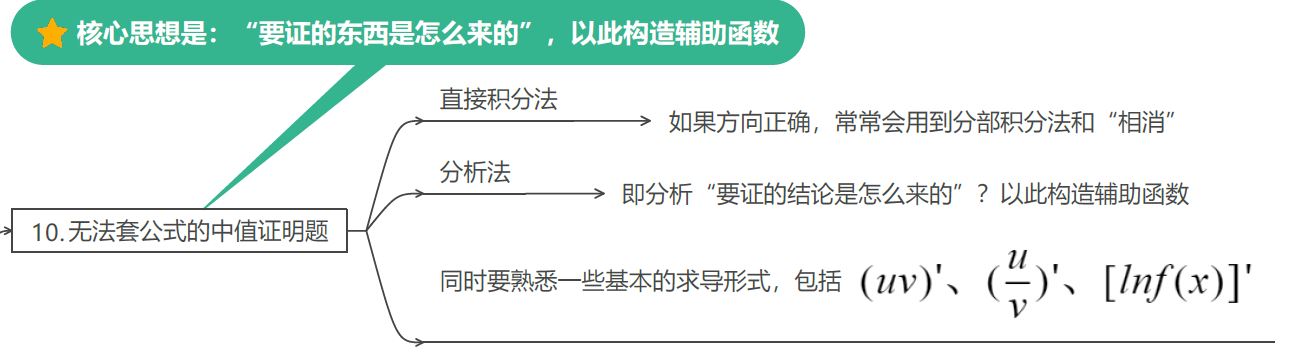 核心思想是：“要证的东西是怎么来的”，以此构造辅助函数
直接积分法
如果方向正确，常常会用到分部积分法和“相消”
分析法
即分析“要证的结论是怎么来的”？以此构造辅助函数
10.无法套公式的中值证明题
同时要熟悉一些基本的求导形式，包括 (uv)'、(u/v)'、[lnf(x)]'